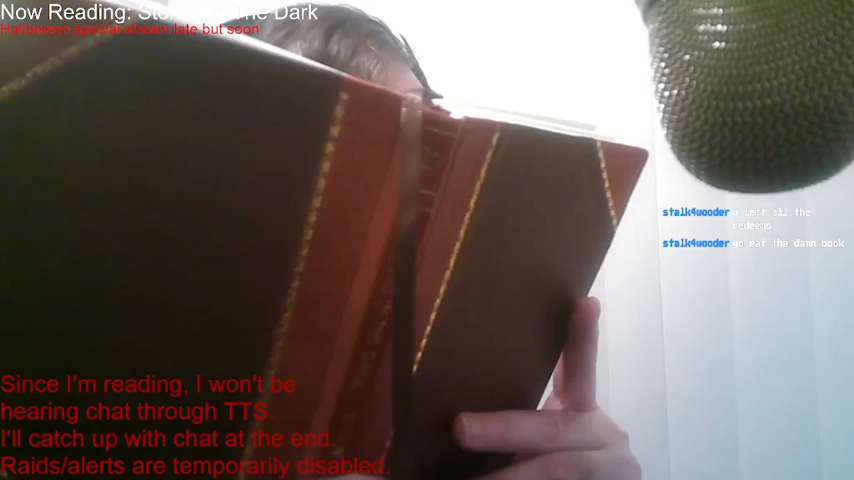 Now Reading: The Dark
Halloween special stream late but soon
stalk4wooder u left all the
redeems
stalk4wooder go eat the damn book
Since I'm reading, I won't be
hearing chat through TTS.
I'll catch up with chat at the end.
Raids/alerts are temporarily disabled.